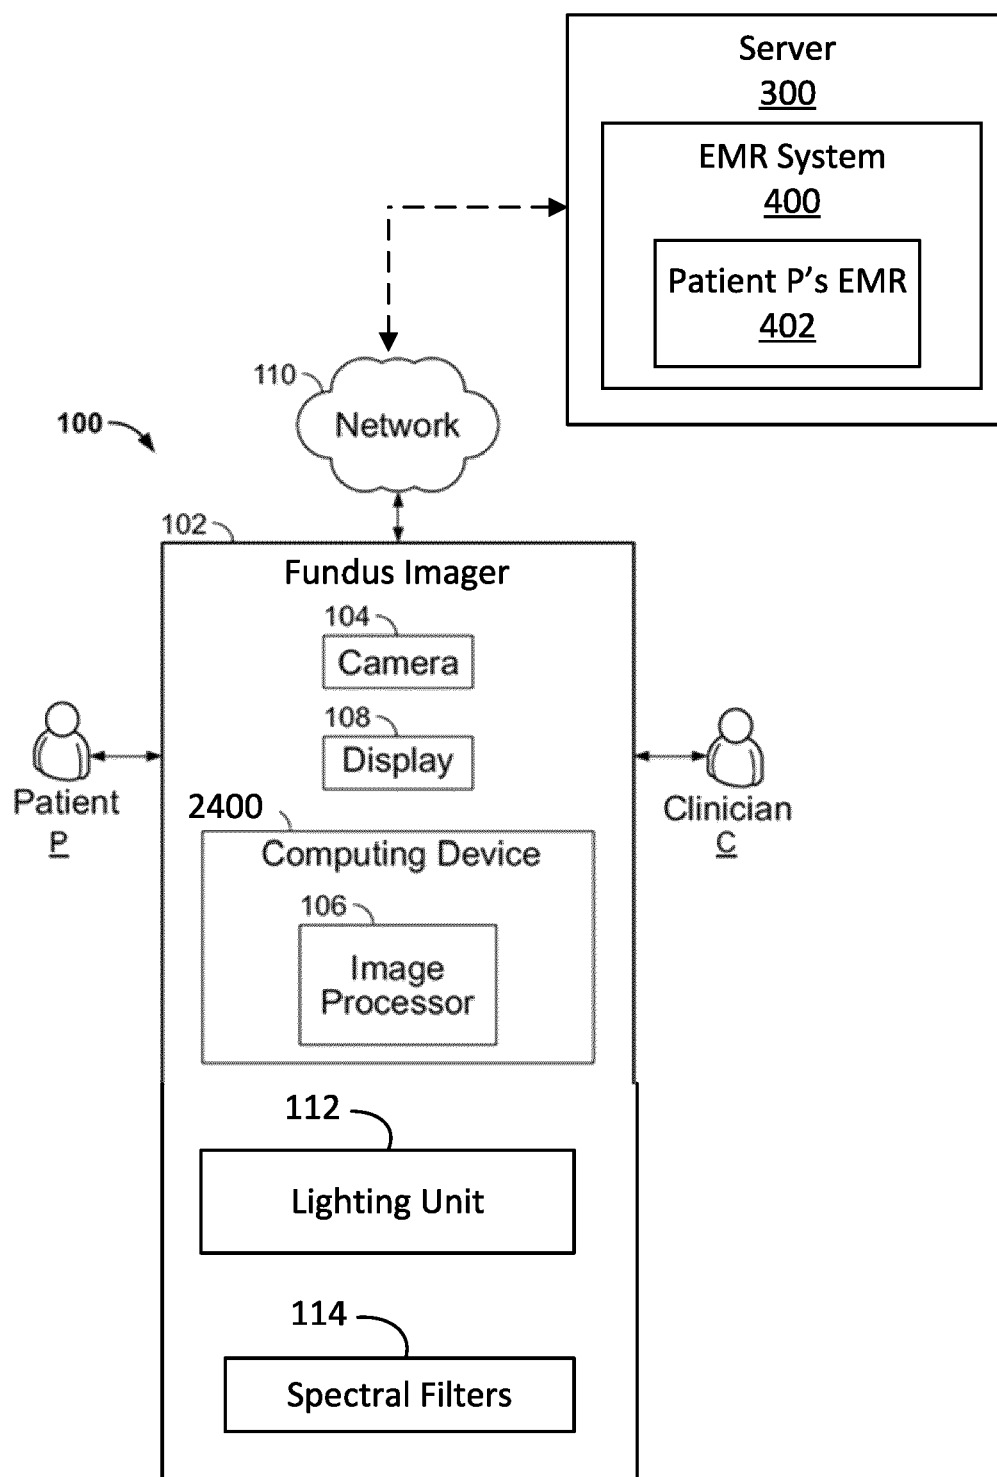 Server
300
EMR System
400
Patient P's EMR
402
110
Network
100
102
Fundus Imager
104
Camera
108
Display
Patient
P
Clinician
C
2400
Computing Device
106
Image
Processor
112
Lighting Unit
114
Spectral Filters